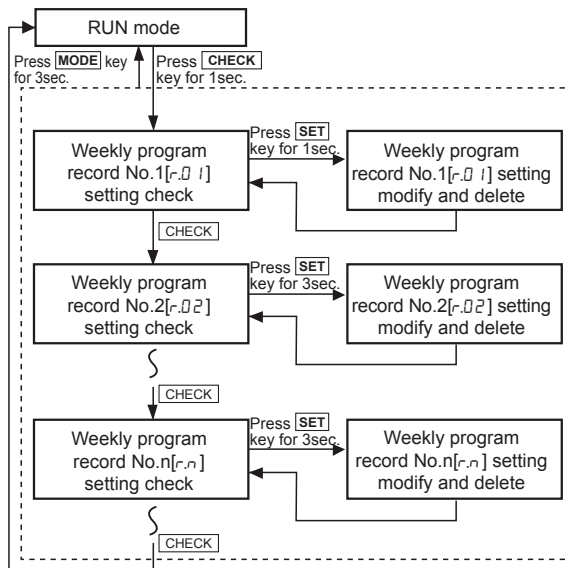 RUN mode
Press MODE key
for 3sec.
Press CHECK
key for 1sec.
Weekly program
record No.1[r.01]
setting check
Press SET
key for 1sec.
Weekly program
record No.1[r.01] setting
modify and delete
CHECK
Weekly program
record No.2[r.02]
setting check
Press SET
key for 3sec.
Weekly program
record No.2[r.02] setting
modify and delete
CHECK
Weekly program
record No.n[r.n]
setting check
Press SET
key for 3sec.
Weekly program
record No.n[r.n] setting
modify and delete
CHECK